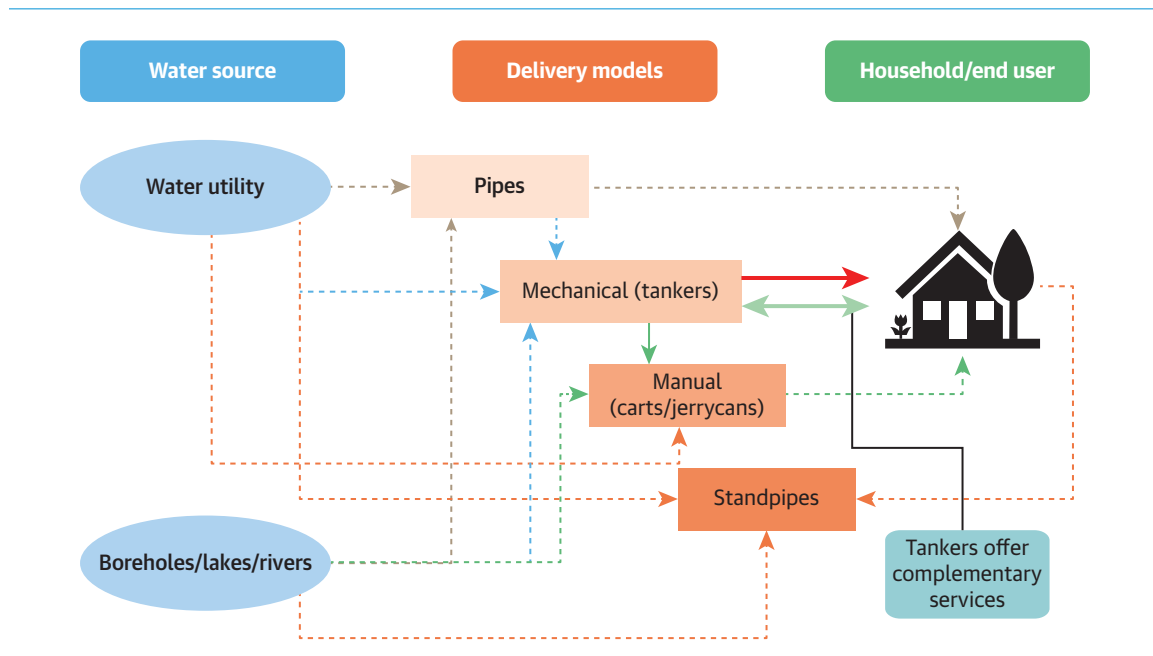 Water source
Delivery models
Household/end user
Water utility
Pipes
Mechanical (tankers)
Manual
(carts/jerrycans)
Standpipes
Boreholes/lakes/rivers
Tankers offer
complementary
services